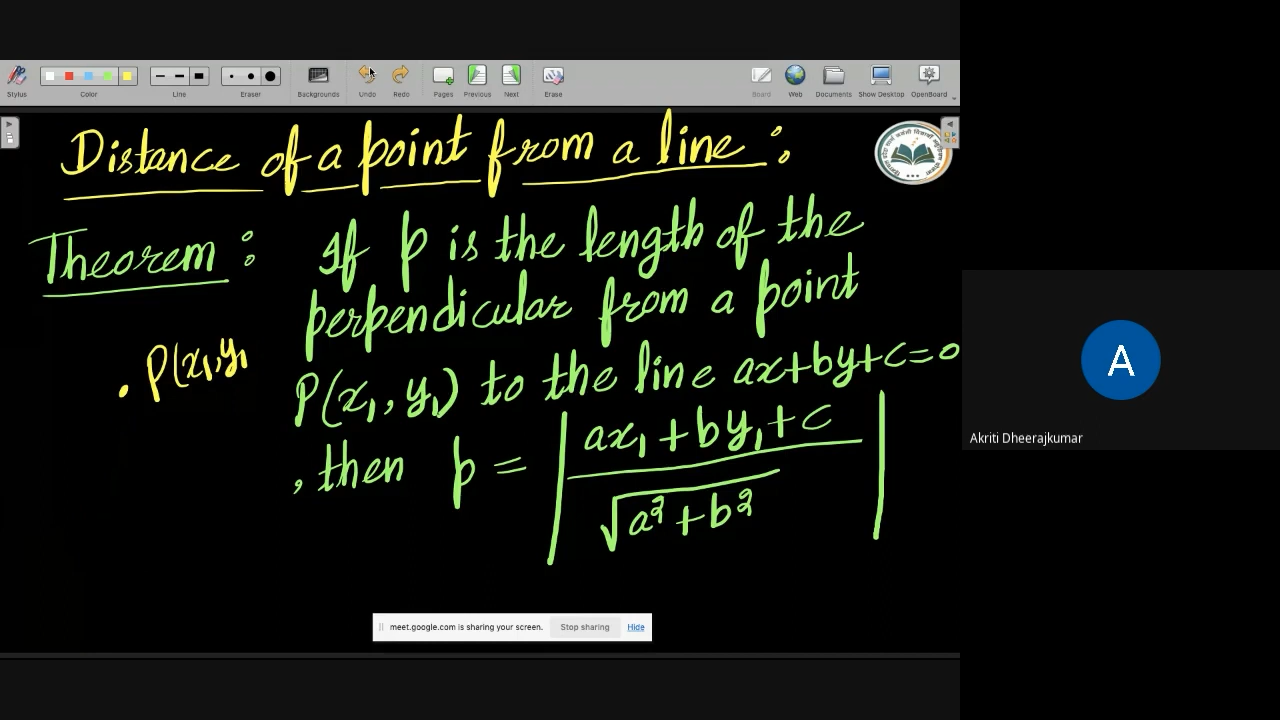 Stylus Color Line Eraser Backgrounds Undo Redo Pages Previous Next Erase Board Web Documents Show Desktop OpenBoard
Distance of a point from a line :
Theorem : If p is the length of the
perpendicular from a point
. P(x₁,y₁
P(x₁, y₁) to the line ax+by+c=0
, then p = | ax₁ + by₁ + c / √a² + b² |
A
Akriti Dheerajkumar
meet.google.com is sharing your screen. Stop sharing Hide